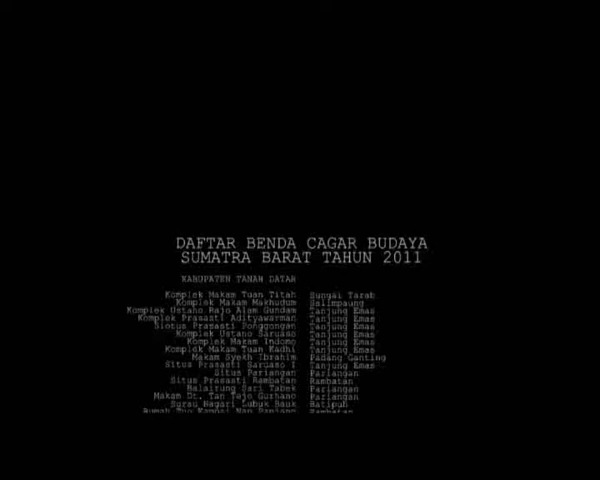 DAFTAR BENDA CAGAR BUDAYA
SUMATRA BARAT TAHUN 2011
KABUPATEN TANAH DATAR
Komplek Makam Tuan Titah Sungai Tarab
Komplek Makam Makhudum Salimpaung
Komplek Ustano Rajo Alam Gundam Tanjung Emas
Komplek Prasasti Adityawarman Tanjung Emas
Prasasti Ponggongan Tanjung Emas
Komplek Ustano Saruaso Tanjung Emas
Komplek Makam Indomo Tanjung Emas
Komplek Makam Tuan Kadhi Tanjung Emas
Makam Syekh Ibrahim Padang Ganting
Situs Prasasti Saruaso I Tanjung Emas
Situs Pariangan Pariangan
Situs Prasasti Rambatan Rambatan
Balairung Sari Tabek Pariangan
Makam Dt. Tan Tejo Gurhano Pariangan
Surau Nagari Lubuk Bauk Batipuh
Rambatan